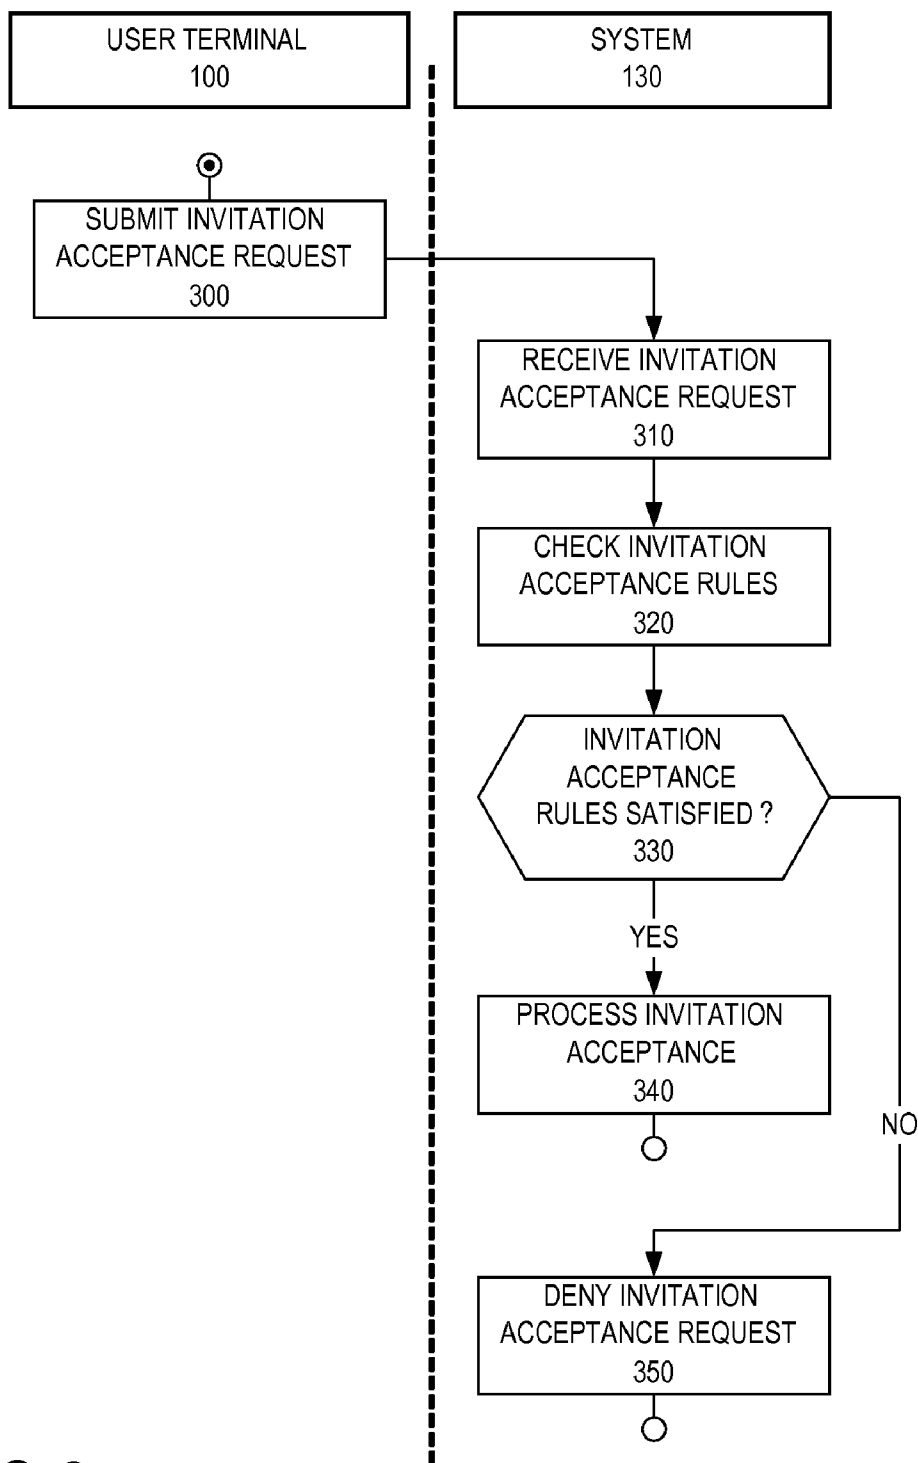 USER TERMINAL
100
SYSTEM
130
SUBMIT INVITATION
ACCEPTANCE REQUEST
300
RECEIVE INVITATION
ACCEPTANCE REQUEST
310
CHECK INVITATION
ACCEPTANCE RULES
320
INVITATION
ACCEPTANCE
RULES SATISFIED ?
330
YES
PROCESS INVITATION
ACCEPTANCE
340
NO
DENY INVITATION
ACCEPTANCE REQUEST
350